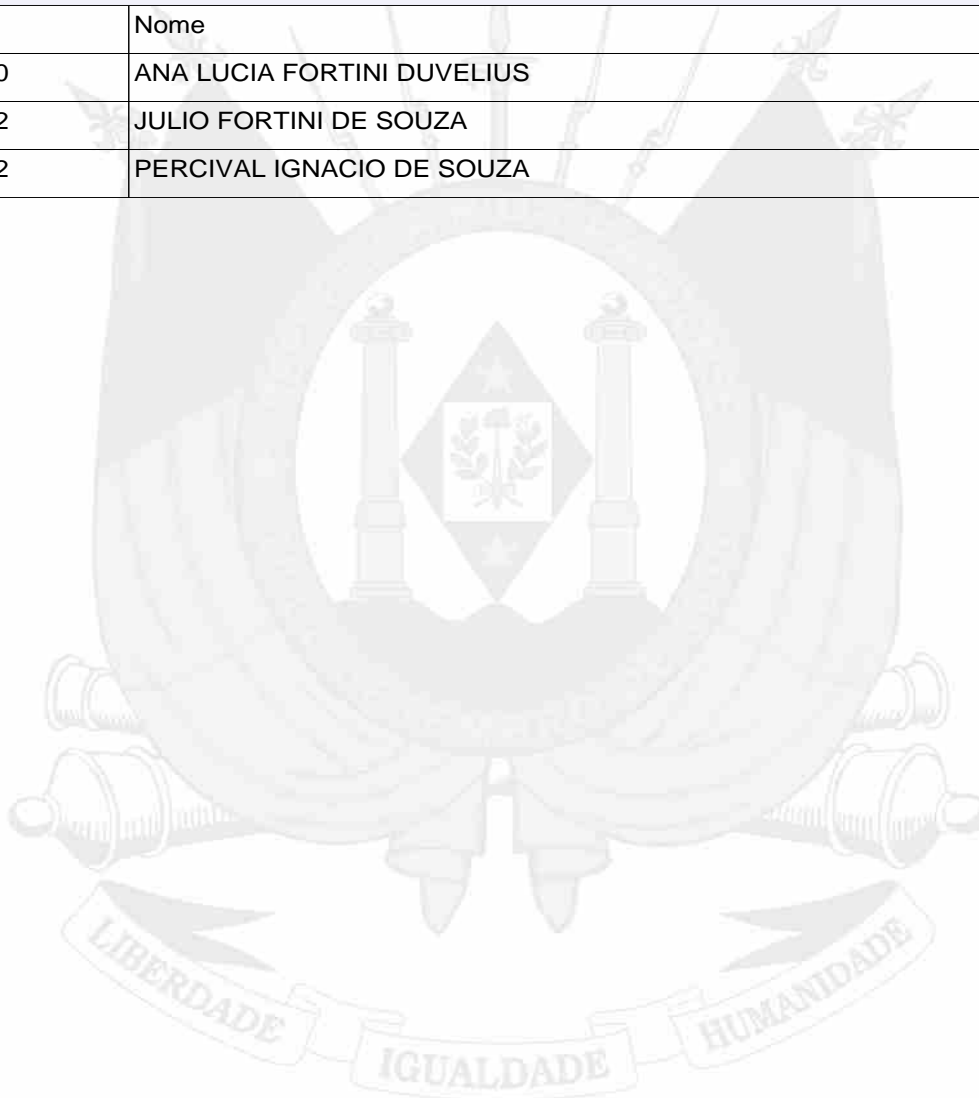 Nome
0 ANA LUCIA FORTINI DUVELIUS
2 JULIO FORTINI DE SOUZA
2 PERCIVAL IGNACIO DE SOUZA
LIBERDADE IGUALDADE HUMANIDADE